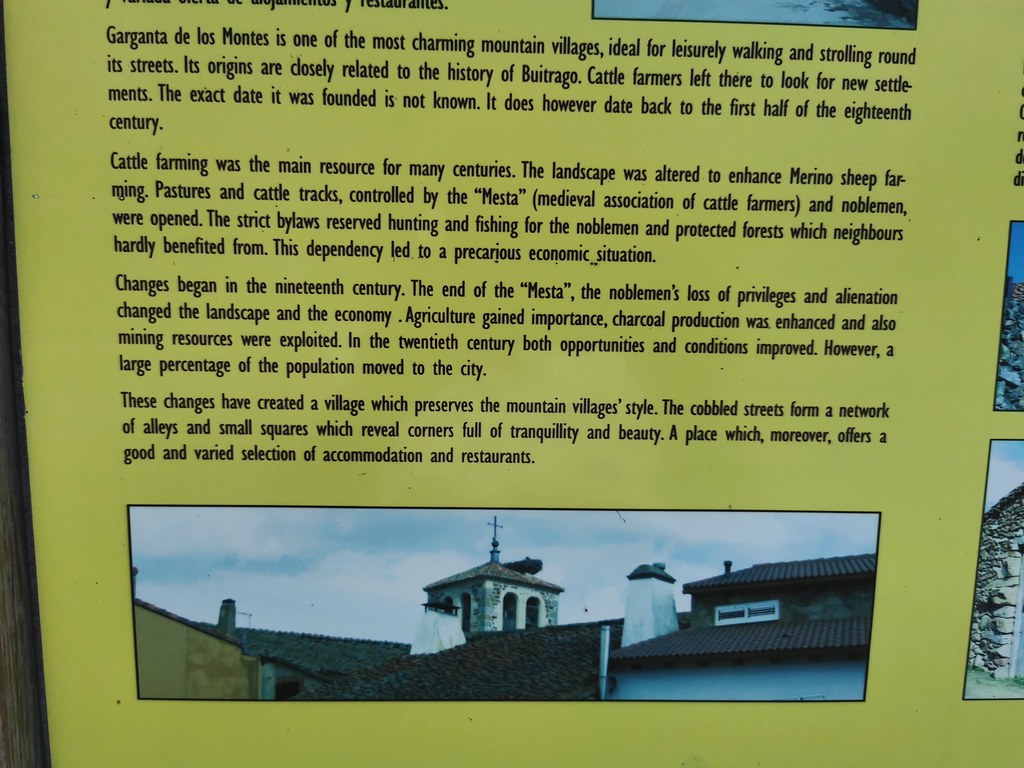 y variada oferta de alojamientos y restaurantes.
Garganta de los Montes is one of the most charming mountain villages, ideal for leisurely walking and strolling round
its streets. Its origins are closely related to the history of Buitrago. Cattle farmers left there to look for new settle-
ments. The exact date it was founded is not known. It does however date back to the first half of the eighteenth
century.
Cattle farming was the main resource for many centuries. The landscape was altered to enhance Merino sheep far-
ming. Pastures and cattle tracks, controlled by the “Mesta” (medieval association of cattle farmers) and noblemen,
were opened. The strict bylaws reserved hunting and fishing for the noblemen and protected forests which neighbours
hardly benefited from. This dependency led to a precarious economic situation.
Changes began in the nineteenth century. The end of the “Mesta”, the noblemen's loss of privileges and alienation
changed the landscape and the economy . Agriculture gained importance, charcoal production was enhanced and also
mining resources were exploited. In the twentieth century both opportunities and conditions improved. However, a
large percentage of the population moved to the city.
These changes have created a village which preserves the mountain villages' style. The cobbled streets form a network
of alleys and small squares which reveal corners full of tranquillity and beauty. A place which, moreover, offers a
good and varied selection of accommodation and restaurants.